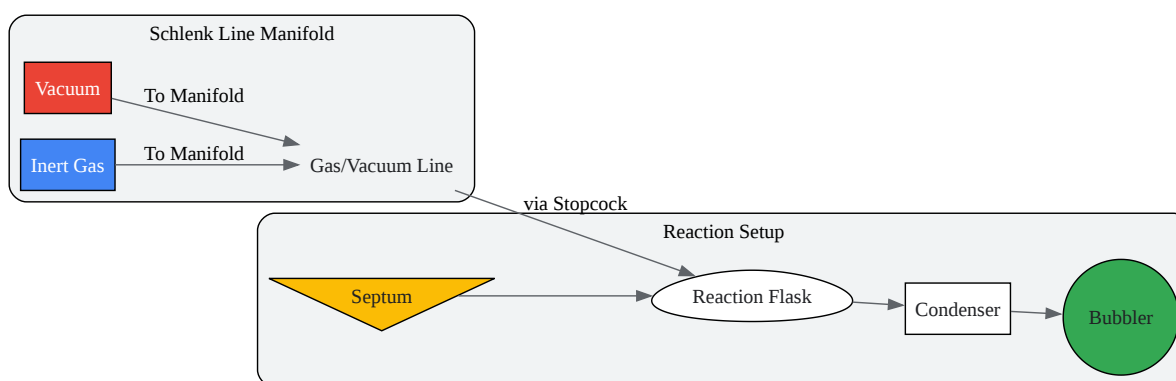 Schlenk Line Manifold
Vacuum
To Manifold
Inert Gas
To Manifold
Gas/Vacuum Line
via Stopcock
Reaction Setup
Septum
Reaction Flask
Condenser
Bubbler